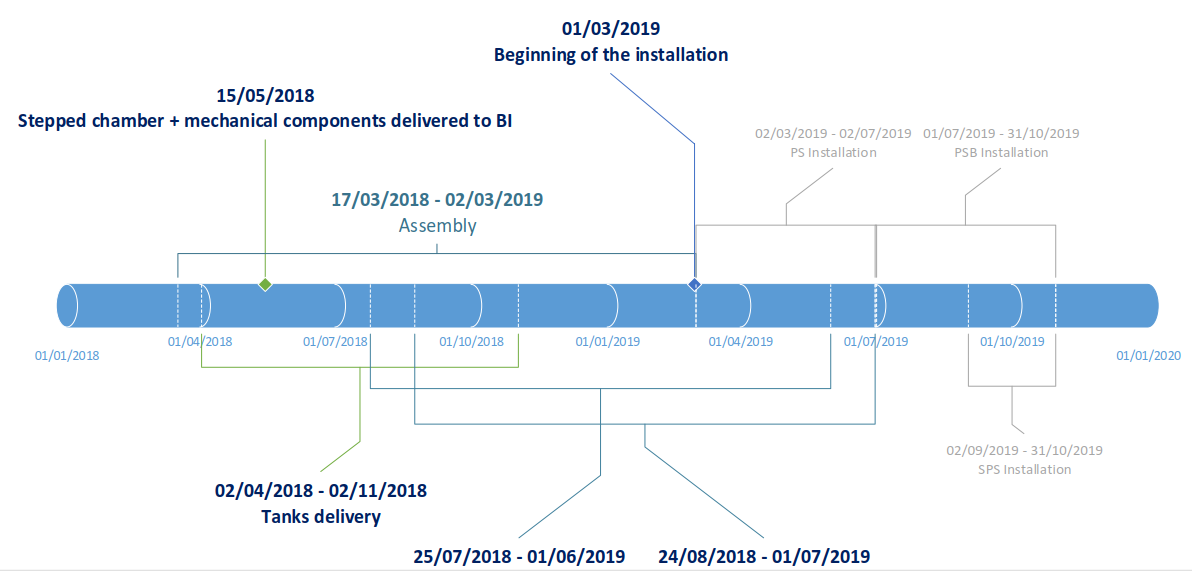 01/03/2019
Beginning of the installation
15/05/2018
Stepped chamber + mechanical components delivered to BI
02/03/2019 - 02/07/2019
PS Installation
01/07/2019 - 31/10/2019
PSB Installation
17/03/2018 - 02/03/2019
Assembly
01/01/2018
01/04/2018
01/07/2018
01/10/2018
01/01/2019
01/04/2019
01/07/2019
01/10/2019
01/01/2020
02/09/2019 - 31/10/2019
SPS Installation
02/04/2018 - 02/11/2018
Tanks delivery
25/07/2018 - 01/06/2019
24/08/2018 - 01/07/2019